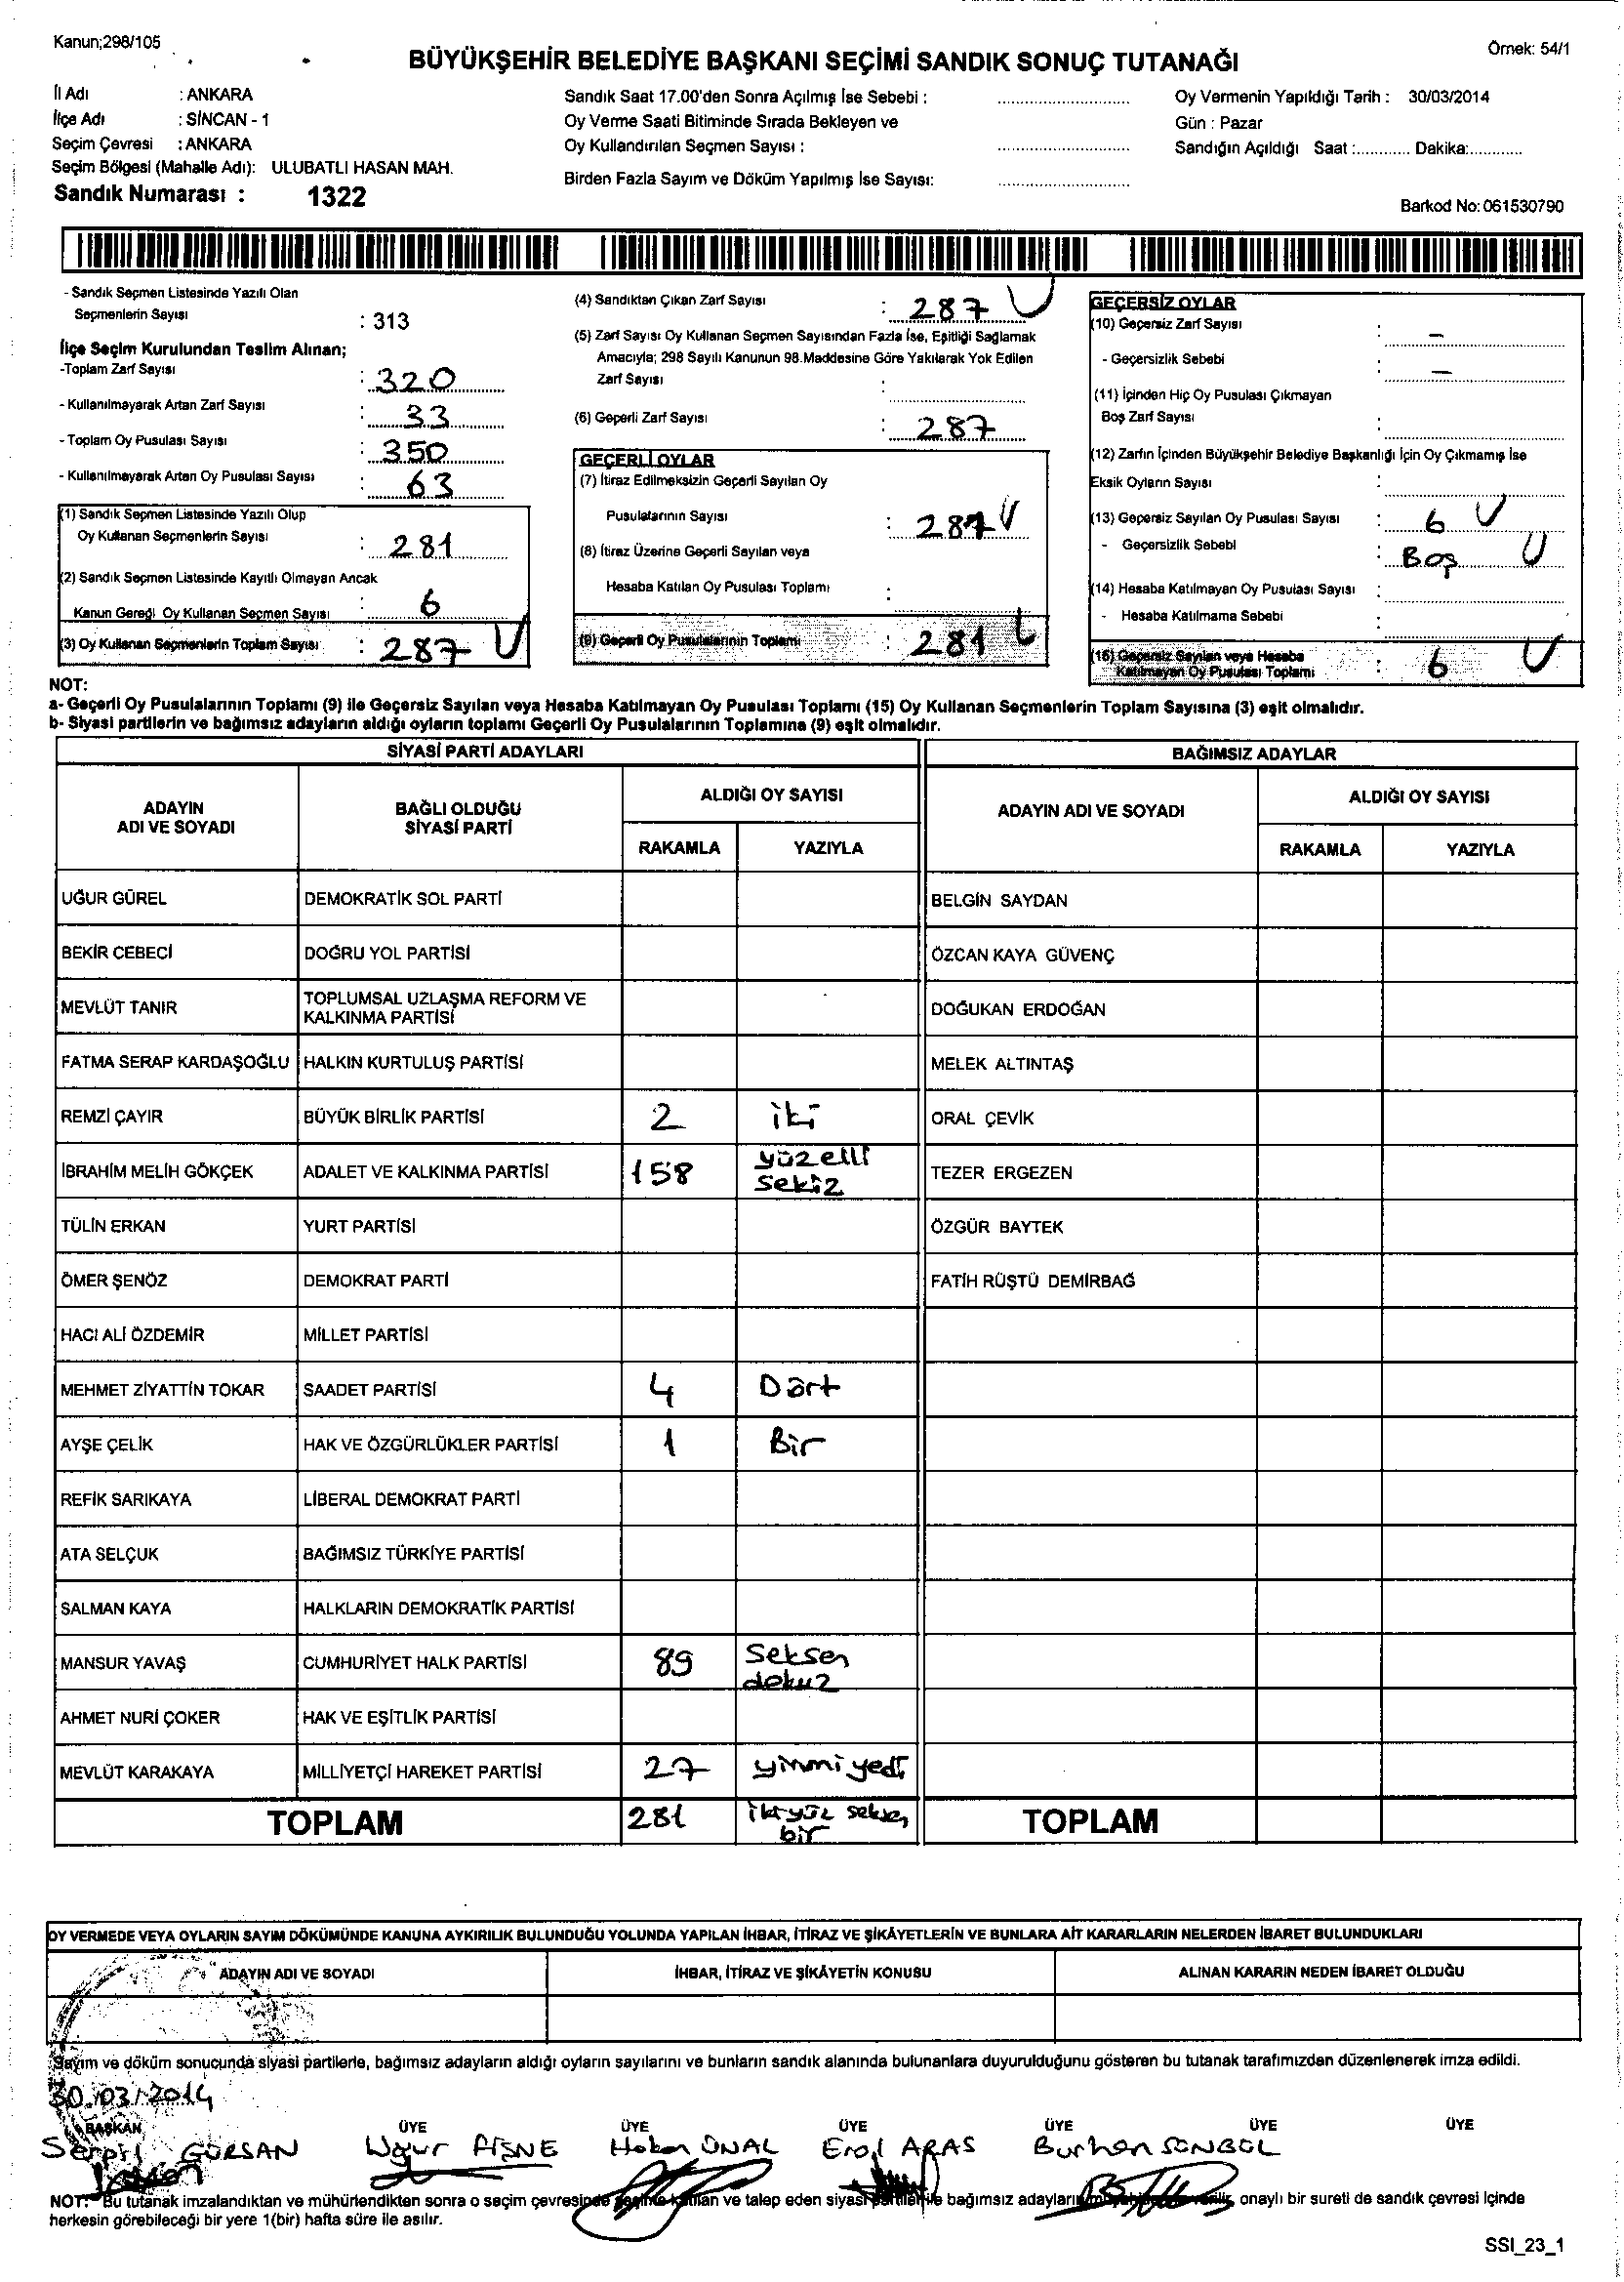 Kanun;298/105
Örnek: 54/1
BÜYÜKŞEHİR BELEDİYE BAŞKANI SEÇİMİ SANDIK SONUÇ TUTANAĞI
İl Adı : ANKARA
İlçe Adı : SİNCAN - 1
Seçim Çevresi : ANKARA
Seçim Bölgesi (Mahalle Adı): ULUBATLI HASAN MAH.
Sandık Numarası : 1322
Sandık Saat 17.00'den Sonra Açılmış İse Sebebi :
Oy Verme Saati Bitiminde Sırada Bekleyen ve
Oy Kullandırılan Seçmen Sayısı :
Birden Fazla Sayım ve Döküm Yapılmış İse Sayısı:
Oy Vermenin Yapıldığı Tarih : 30/03/2014
Gün : Pazar
Sandığın Açıldığı Saat :............ Dakika:............
Barkod No: 061530790
- Sandık Seçmen Listesinde Yazılı Olan
Seçmenlerin Sayısı : 313
İlçe Seçim Kurulundan Teslim Alınan;
-Toplam Zarf Sayısı : 320
- Kullanılmayarak Artan Zarf Sayısı : 33
- Toplam Oy Pusulası Sayısı : 350
- Kullanılmayarak Artan Oy Pusulası Sayısı : 63
(1) Sandık Seçmen Listesinde Yazılı Olup
Oy Kullanan Seçmenlerin Sayısı : 281
(2) Sandık Seçmen Listesinde Kayıtlı Olmayan Ancak
Kanun Gereği Oy Kullanan Seçmen Sayısı : 6
(3) Oy Kullanan Seçmenlerin Toplam Sayısı : 287
(4) Sandıktan Çıkan Zarf Sayısı : 287
(5) Zarf Sayısı Oy Kullanan Seçmen Sayısından Fazla İse, Eşitliği Sağlamak
Amacıyla; 298 Sayılı Kanunun 98.Maddesine Göre Yakılarak Yok Edilen
Zarf Sayısı :
(6) Geçerli Zarf Sayısı : 287
GEÇERLİ OYLAR
(7) İtiraz Edilmeksizin Geçerli Sayılan Oy
Pusulalarının Sayısı :
(8) İtiraz Üzerine Geçerli Sayılan veya
Hesaba Katılan Oy Pusulası Toplamı :
(9) Geçerli Oy Pusulalarının Toplamı : 281
GEÇERSİZ OYLAR
(10) Geçersiz Zarf Sayısı : –
- Geçersizlik Sebebi : –
(11) İçinden Hiç Oy Pusulası Çıkmayan
Boş Zarf Sayısı :
(12) Zarfın İçinden Büyükşehir Belediye Başkanlığı İçin Oy Çıkmamış İse
Eksik Oyların Sayısı :
(13) Geçersiz Sayılan Oy Pusulası Sayısı : 6
- Geçersizlik Sebebi : Boş
(14) Hesaba Katılmayan Oy Pusulası Sayısı :
- Hesaba Katılmama Sebebi :
(15) Geçersiz Sayılan veya Hesaba
Katılmayan Oy Pusulası Toplamı : 6
NOT:
a- Geçerli Oy Pusulalarının Toplamı (9) ile Geçersiz Sayılan veya Hesaba Katılmayan Oy Pusulası Toplamı (15) Oy Kullanan Seçmenlerin Toplam Sayısına (3) eşit olmalıdır.
b- Siyasi partilerin ve bağımsız adayların aldığı oyların toplamı Geçerli Oy Pusulalarının Toplamına (9) eşit olmalıdır.
SİYASİ PARTİ ADAYLARI
BAĞIMSIZ ADAYLAR
ADAYIN
ADI VE SOYADI
BAĞLI OLDUĞU
SİYASİ PARTİ
ALDIĞI OY SAYISI
RAKAMLA YAZIYLA
ADAYIN ADI VE SOYADI
ALDIĞI OY SAYISI
RAKAMLA YAZIYLA
UĞUR GÜREL DEMOKRATİK SOL PARTİ BELGİN SAYDAN
BEKİR CEBECİ DOĞRU YOL PARTİSİ ÖZCAN KAYA GÜVENÇ
MEVLÜT TANIR TOPLUMSAL UZLAŞMA REFORM VE
KALKINMA PARTİSİ DOĞUKAN ERDOĞAN
FATMA SERAP KARDAŞOĞLU HALKIN KURTULUŞ PARTİSİ MELEK ALTINTAŞ
REMZİ ÇAYIR BÜYÜK BİRLİK PARTİSİ 2 iki ORAL ÇEVİK
İBRAHİM MELİH GÖKÇEK ADALET VE KALKINMA PARTİSİ 158 yüzelli
sekiz TEZER ERGEZEN
TÜLİN ERKAN YURT PARTİSİ ÖZGÜR BAYTEK
ÖMER ŞENÖZ DEMOKRAT PARTİ FATİH RÜŞTÜ DEMİRBAĞ
HACI ALİ ÖZDEMİR MİLLET PARTİSİ
MEHMET ZİYATTİN TOKAR SAADET PARTİSİ 4 Dört
AYŞE ÇELİK HAK VE ÖZGÜRLÜKLER PARTİSİ 1 Bir
REFİK SARIKAYA LİBERAL DEMOKRAT PARTİ
ATA SELÇUK BAĞIMSIZ TÜRKİYE PARTİSİ
SALMAN KAYA HALKLARIN DEMOKRATİK PARTİSİ
MANSUR YAVAŞ CUMHURİYET HALK PARTİSİ 89 Seksen
dokuz
AHMET NURİ ÇOKER HAK VE EŞİTLİK PARTİSİ
MEVLÜT KARAKAYA MİLLİYETÇİ HAREKET PARTİSİ 27 yirmi yedi
TOPLAM 281 ikiyüz seksen
bir
TOPLAM
OY VERMEDE VEYA OYLARIN SAYIM DÖKÜMÜNDE KANUNA AYKIRILIK BULUNDUĞU YOLUNDA YAPILAN İHBAR, İTİRAZ VE ŞİKÂYETLERİN VE BUNLARA AİT KARARLARIN NELERDEN İBARET BULUNDUKLARI
ADAYIN ADI VE SOYADI İHBAR, İTİRAZ VE ŞİKÂYETİN KONUSU ALINAN KARARIN NEDEN İBARET OLDUĞU
Sayım ve döküm sonucunda siyasi partilerle, bağımsız adayların aldığı oyların sayılarını ve bunların sandık alanında bulunanlara duyurulduğunu gösteren bu tutanak tarafımızdan düzenlenerek imza edildi.
30.03.2014
BAŞKAN ÜYE ÜYE ÜYE ÜYE ÜYE ÜYE
Serpil GÜRSAN Uğur AİŞNE Hakan ÜNAL Erol ARAS Burhan SONGÜL
NOT: Bu tutanak imzalandıktan ve mühürlendikten sonra o seçim çevresinde seçime katılan ve talep eden siyasi partiler ile bağımsız adayların onaylı bir sureti de sandık çevresi içinde
herkesin görebileceği bir yere 1(bir) hafta süre ile asılır.
SSI_23_1